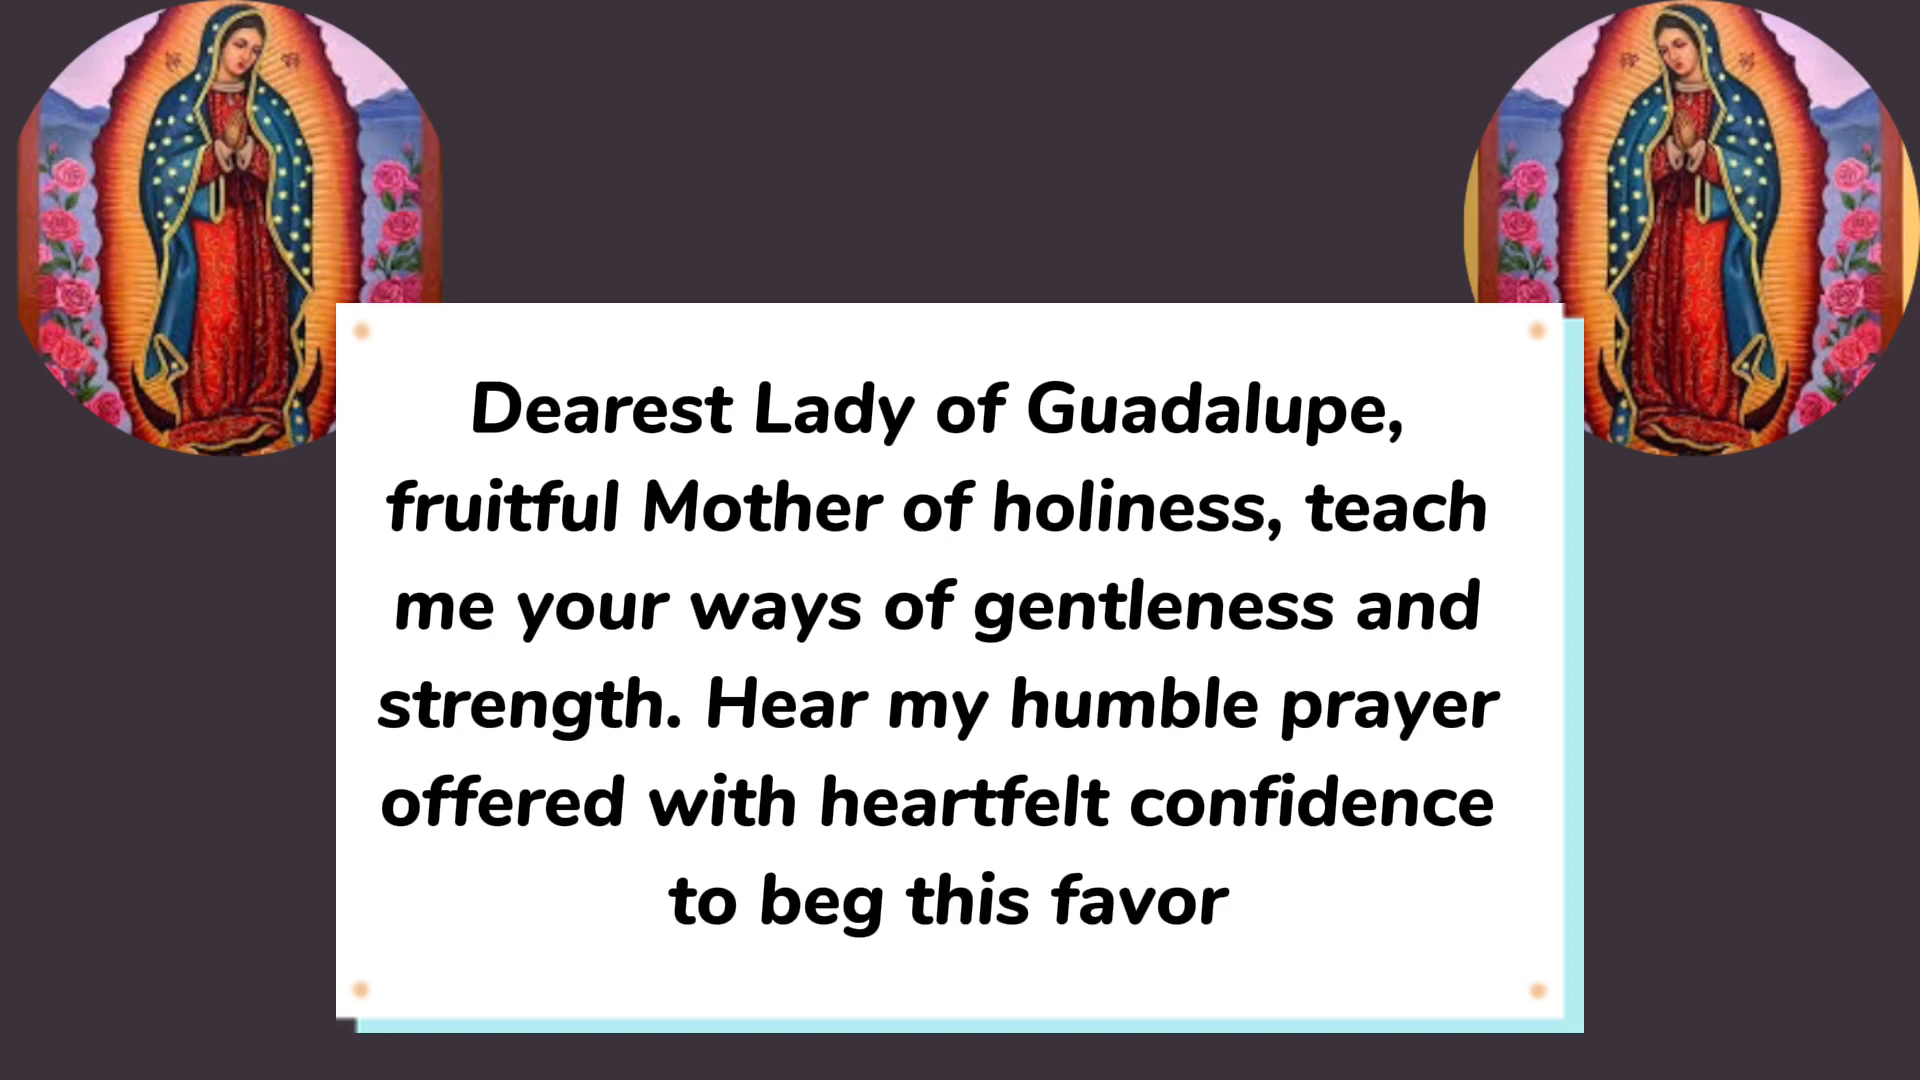 Dearest Lady of Guadalupe,
fruitful Mother of holiness, teach
me your ways of gentleness and
strength. Hear my humble prayer
offered with heartfelt confidence
to beg this favor